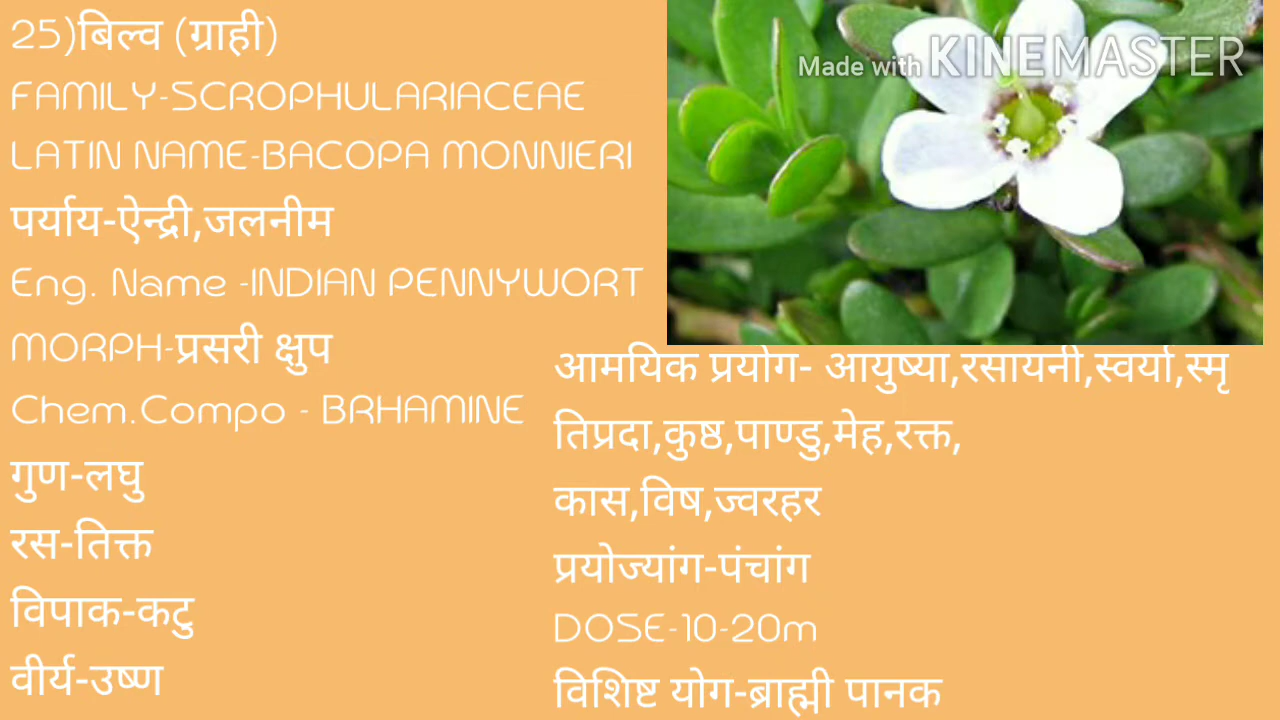 25)बिल्व (ग्राही)
FAMILY-SCROPHULARIACEAE
LATIN NAME-BACOPA MONNIERI
पर्याय-ऐन्द्री,जलनीम
Eng. Name -INDIAN PENNYWORT
MORPH-प्रसरी क्षुप
Chem.Compo - BRHAMINE
गुण-लघु
रस-तिक्त
विपाक-कटु
वीर्य-उष्ण
Made with KINEMASTER
आमयिक प्रयोग- आयुष्या,रसायनी,स्वर्या,स्मृ
तिप्रदा,कुष्ठ,पाण्डु,मेह,रक्त,
कास,विष,ज्वरहर
प्रयोज्यांग-पंचांग
DOSE-10-20m
विशिष्ट योग-ब्राह्मी पानक